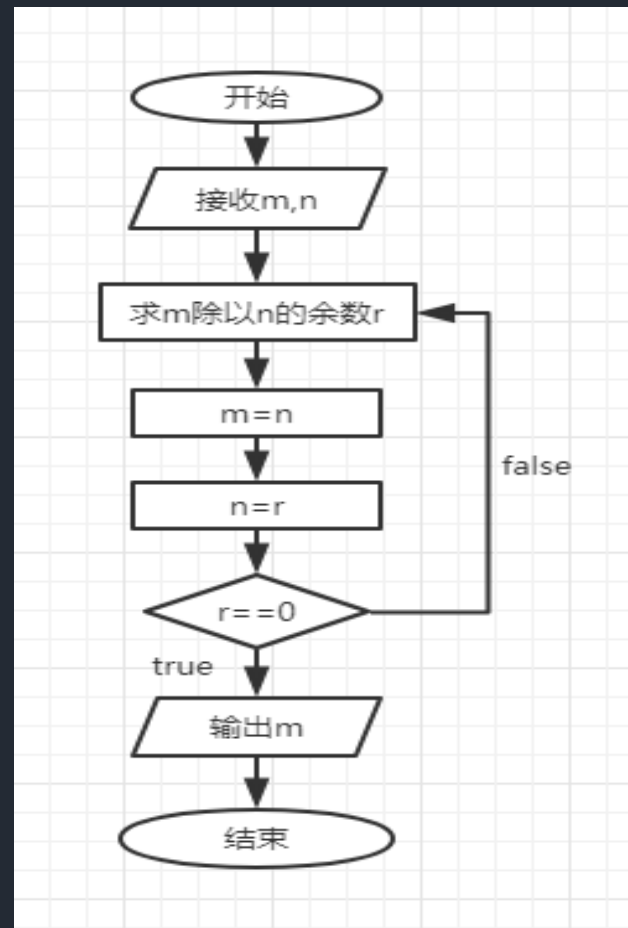 开始
接收m,n
求m除以n的余数r
m=n
n=r
false
r==0
true
输出m
结束